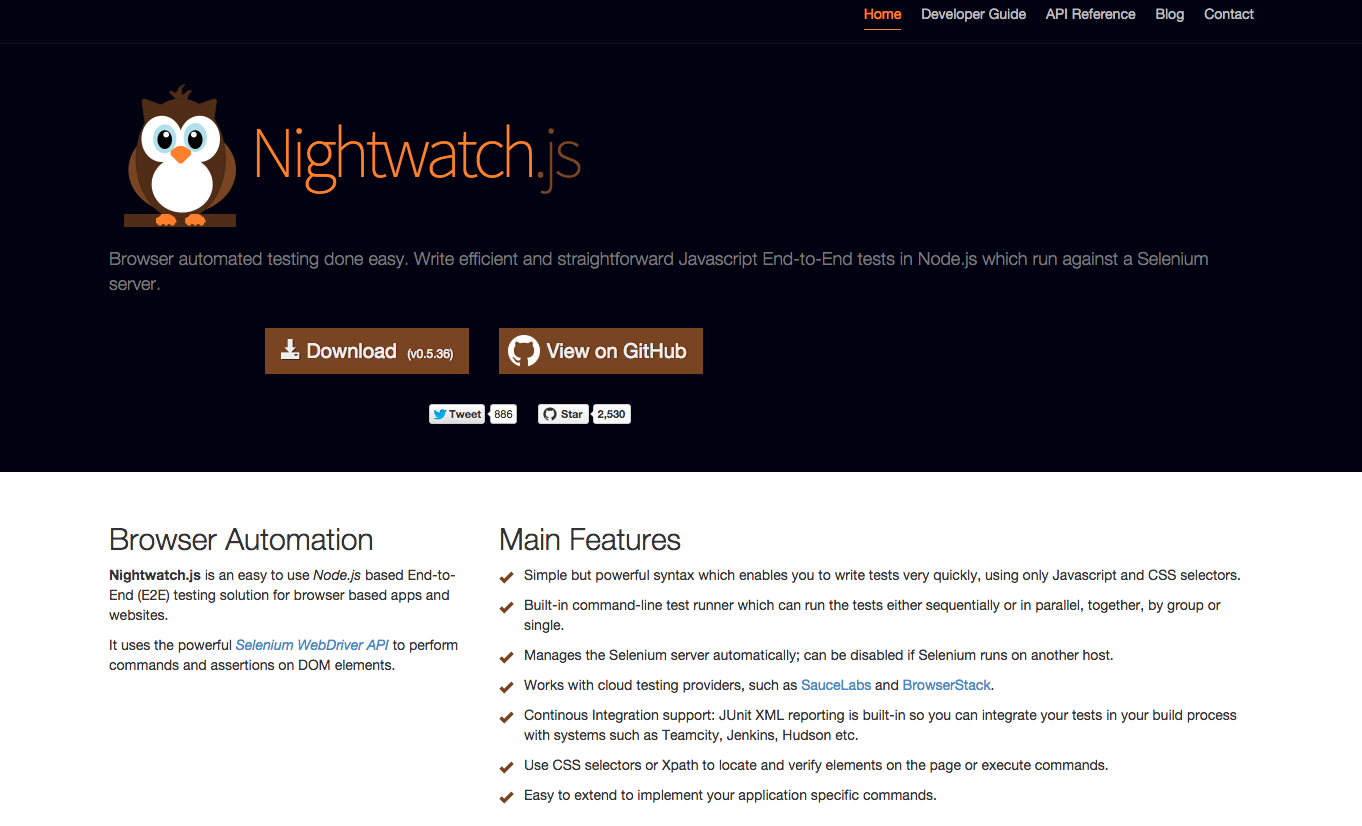 Home Developer Guide API Reference Blog Contact
Nightwatch.js
Browser automated testing done easy. Write efficient and straightforward Javascript End-to-End tests in Node.js which run against a Selenium
server.
Download (v0.5.36) View on GitHub
Tweet 886 Star 2,530
Browser Automation
Nightwatch.js is an easy to use Node.js based End-to-
End (E2E) testing solution for browser based apps and
websites.
It uses the powerful Selenium WebDriver API to perform
commands and assertions on DOM elements.
Main Features
Simple but powerful syntax which enables you to write tests very quickly, using only Javascript and CSS selectors.
Built-in command-line test runner which can run the tests either sequentially or in parallel, together, by group or
single.
Manages the Selenium server automatically; can be disabled if Selenium runs on another host.
Works with cloud testing providers, such as SauceLabs and BrowserStack.
Continous Integration support: JUnit XML reporting is built-in so you can integrate your tests in your build process
with systems such as Teamcity, Jenkins, Hudson etc.
Use CSS selectors or Xpath to locate and verify elements on the page or execute commands.
Easy to extend to implement your application specific commands.